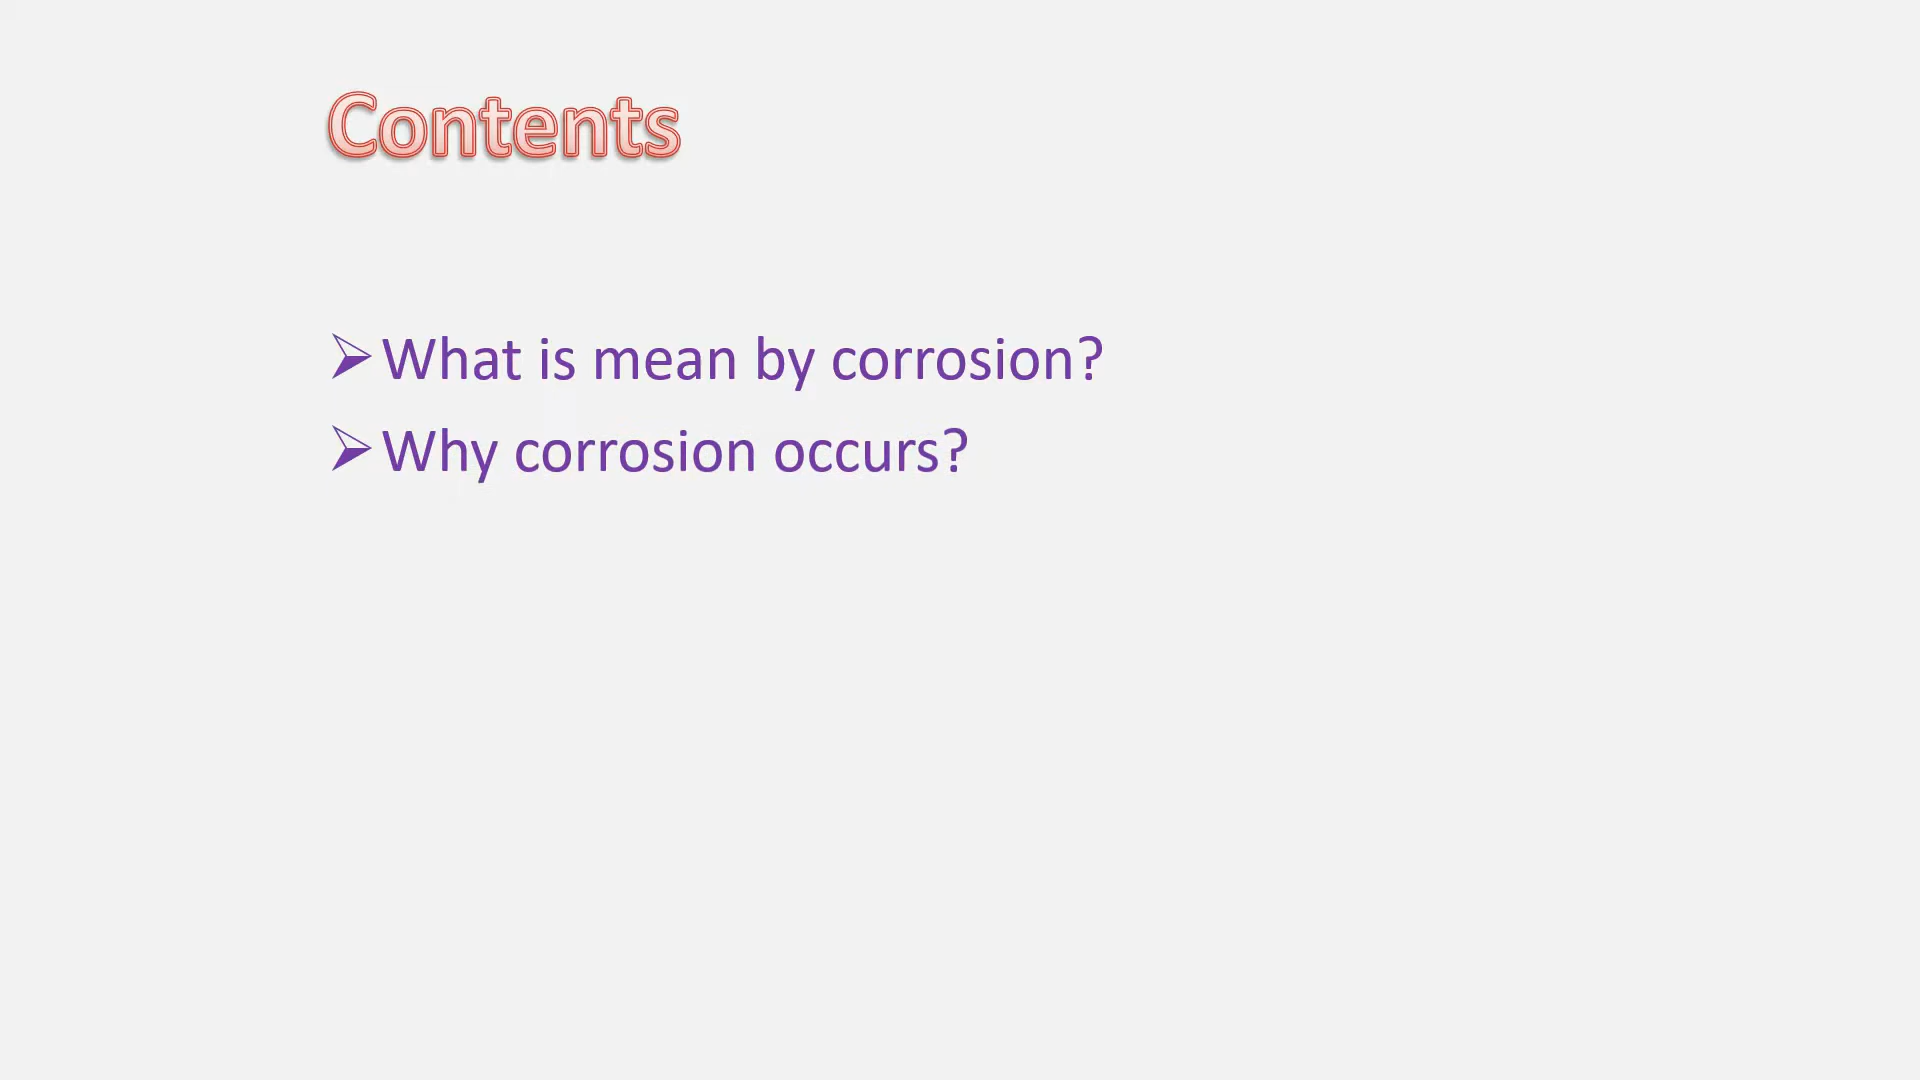 Contents
➢What is mean by corrosion?
➢Why corrosion occurs?